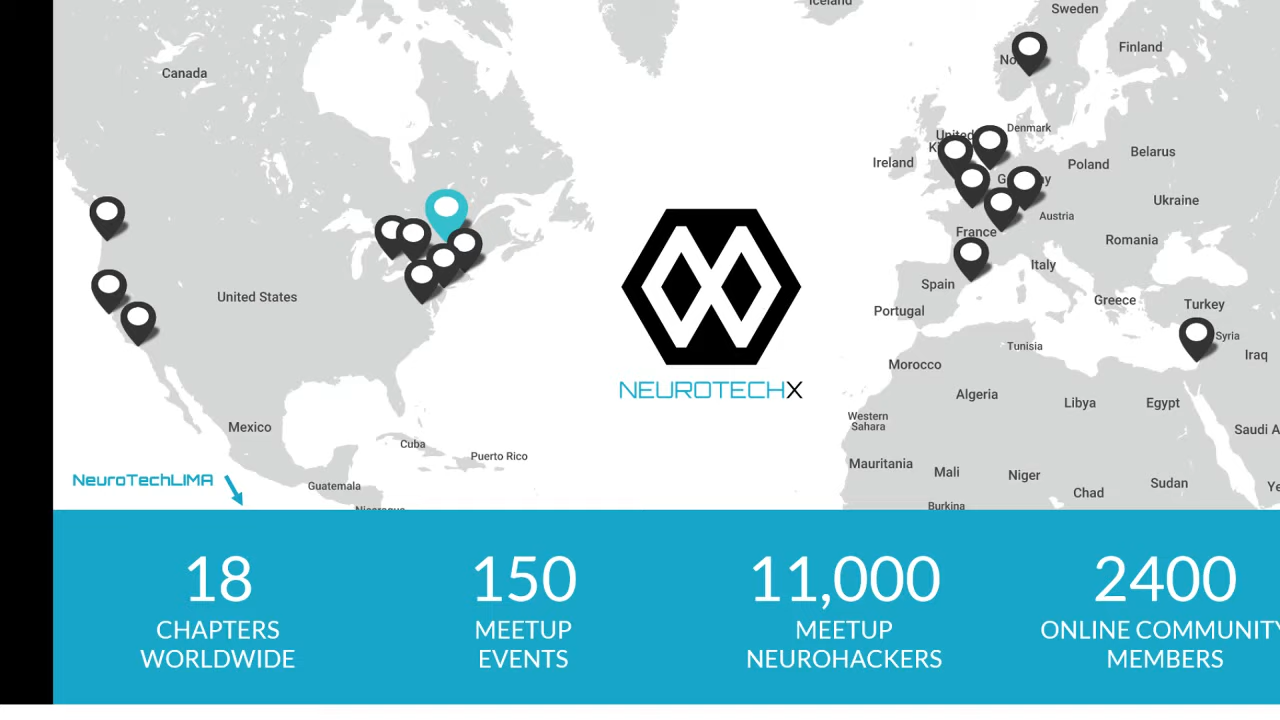 Iceland
Sweden
Finland
Canada
Denmark
Ireland
Poland
Belarus
Ukraine
Austria
France
Romania
Italy
Spain
United States
Greece
Turkey
Portugal
Syria
Tunisia
Iraq
Morocco
NEUROTECHX
Algeria
Libya
Egypt
Western
Sahara
Mexico
Cuba
Saudi A
Puerto Rico
Mauritania
Mali
Niger
NeuroTechLIMA
Guatemala
Chad
Sudan
Burkina
18
CHAPTERS
WORLDWIDE
150
MEETUP
EVENTS
11,000
MEETUP
NEUROHACKERS
2400
ONLINE COMMUNITY
MEMBERS